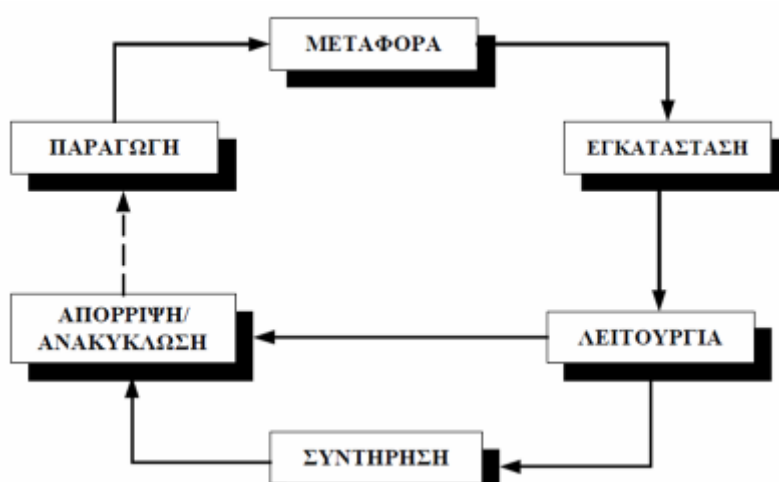 ΜΕΤΑΦΟΡΑ
ΠΑΡΑΓΩΓΗ
ΕΓΚΑΤΑΣΤΑΣΗ
ΑΠΟΡΡΙΨΗ/
ΑΝΑΚΥΚΛΩΣΗ
ΛΕΙΤΟΥΡΓΙΑ
ΣΥΝΤΗΡΗΣΗ